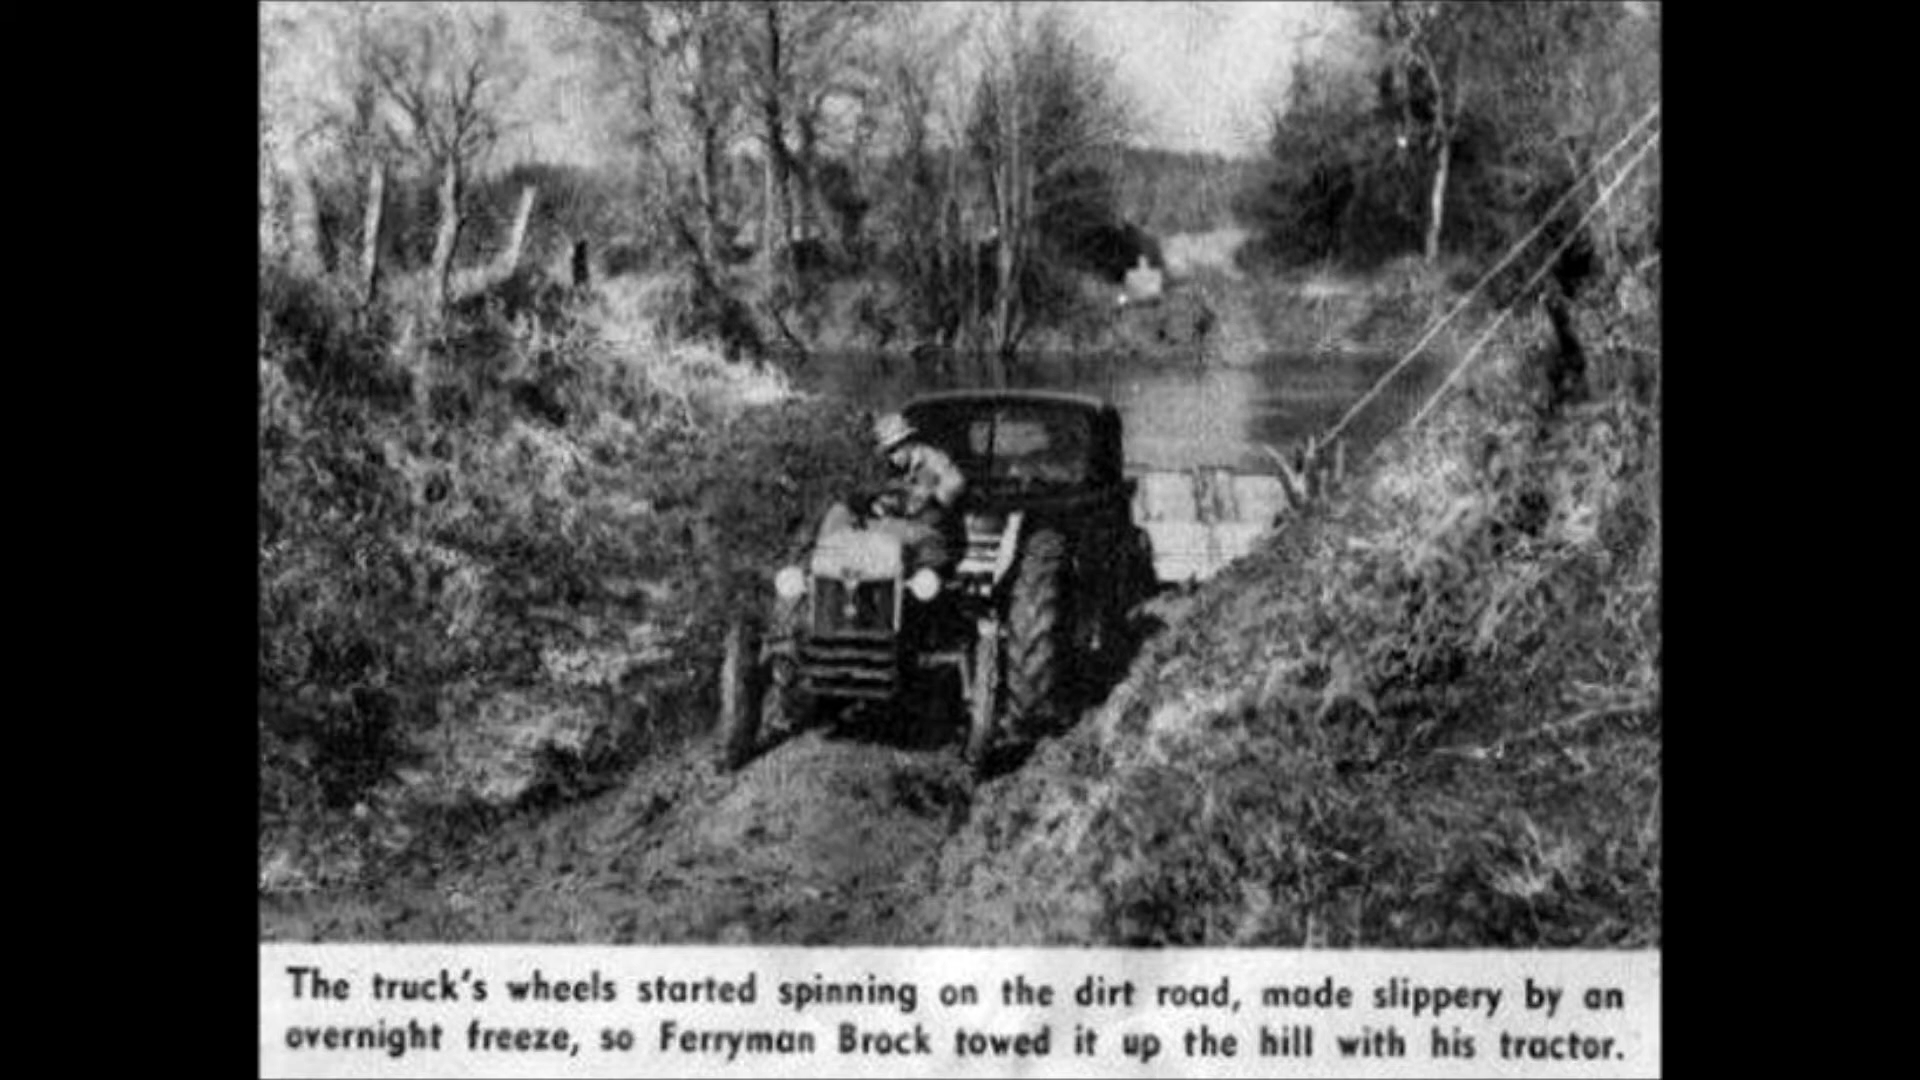 The truck's wheels started spinning on the dirt road, made slippery by an
overnight freeze, so Ferryman Brock towed it up the hill with his tractor.